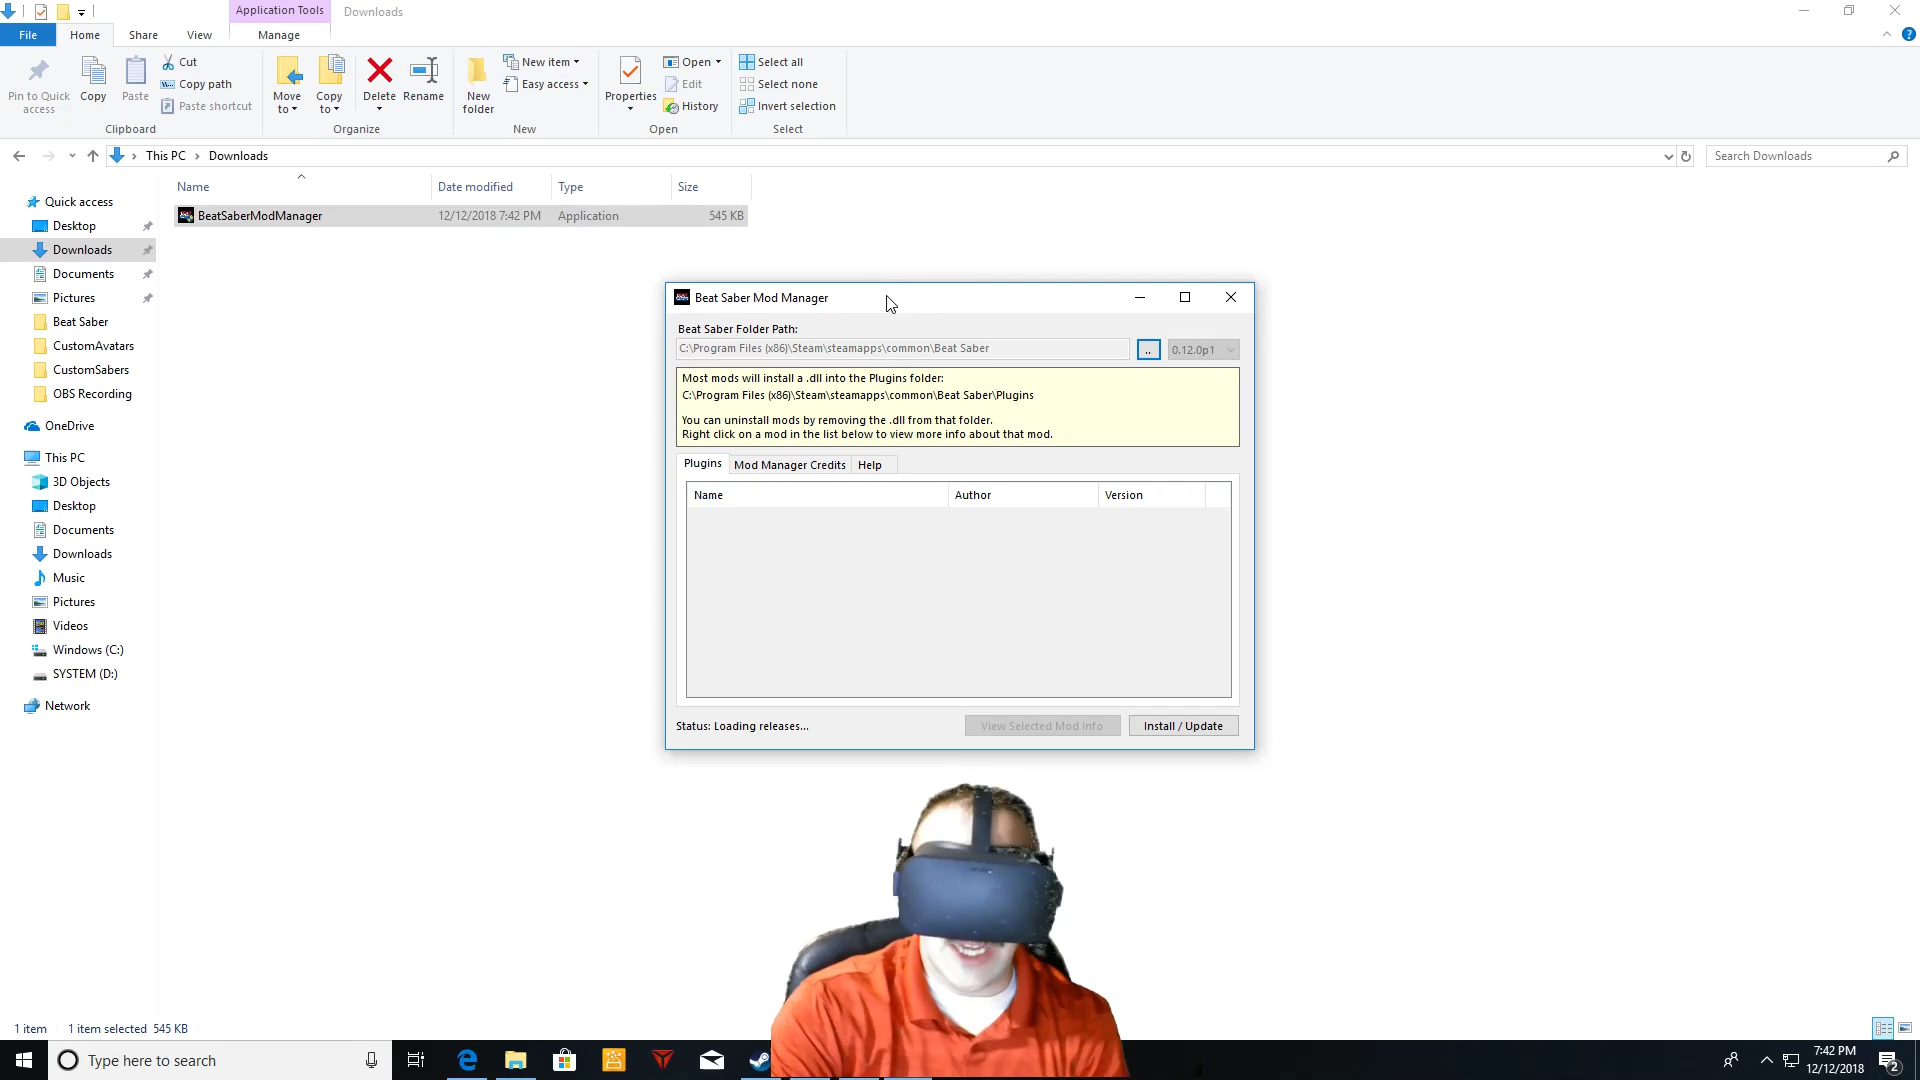 Application Tools
Downloads
File
Home
Share
View
Manage
Pin to Quick access
Copy
Paste
Cut
Copy path
Paste shortcut
Clipboard
Move to
Copy to
Delete
Rename
Organize
New folder
New item
Easy access
New
Properties
Open
Edit
History
Open
Select all
Select none
Invert selection
Select
This PC
Downloads
Search Downloads
Name
Date modified
Type
Size
BeatSaberModManager
12/12/2018 7:42 PM
Application
545 KB
Quick access
Desktop
Downloads
Documents
Pictures
Beat Saber
CustomAvatars
CustomSabers
OBS Recording
OneDrive
This PC
3D Objects
Desktop
Documents
Downloads
Music
Pictures
Videos
Windows (C:)
SYSTEM (D:)
Network
Beat Saber Mod Manager
Beat Saber Folder Path:
C:\Program Files (x86)\Steam\steamapps\common\Beat Saber
..
0.12.0p1
Most mods will install a .dll into the Plugins folder:
C:\Program Files (x86)\Steam\steamapps\common\Beat Saber\Plugins
You can uninstall mods by removing the .dll from that folder.
Right click on a mod in the list below to view more info about that mod.
Plugins
Mod Manager Credits
Help
Name
Author
Version
Status: Loading releases...
View Selected Mod Info
Install / Update
1 item
1 item selected 545 KB
Type here to search
7:42 PM
12/12/2018
2